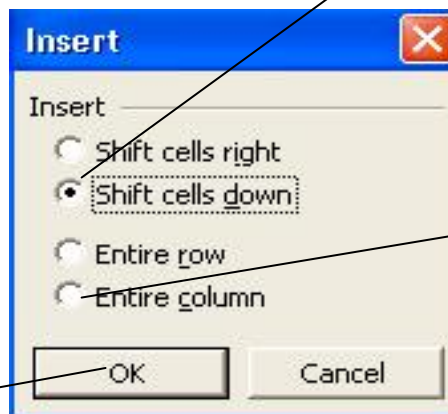 Insert
Insert
Shift cells right
Shift cells down
Entire row
Entire column
OK Cancel